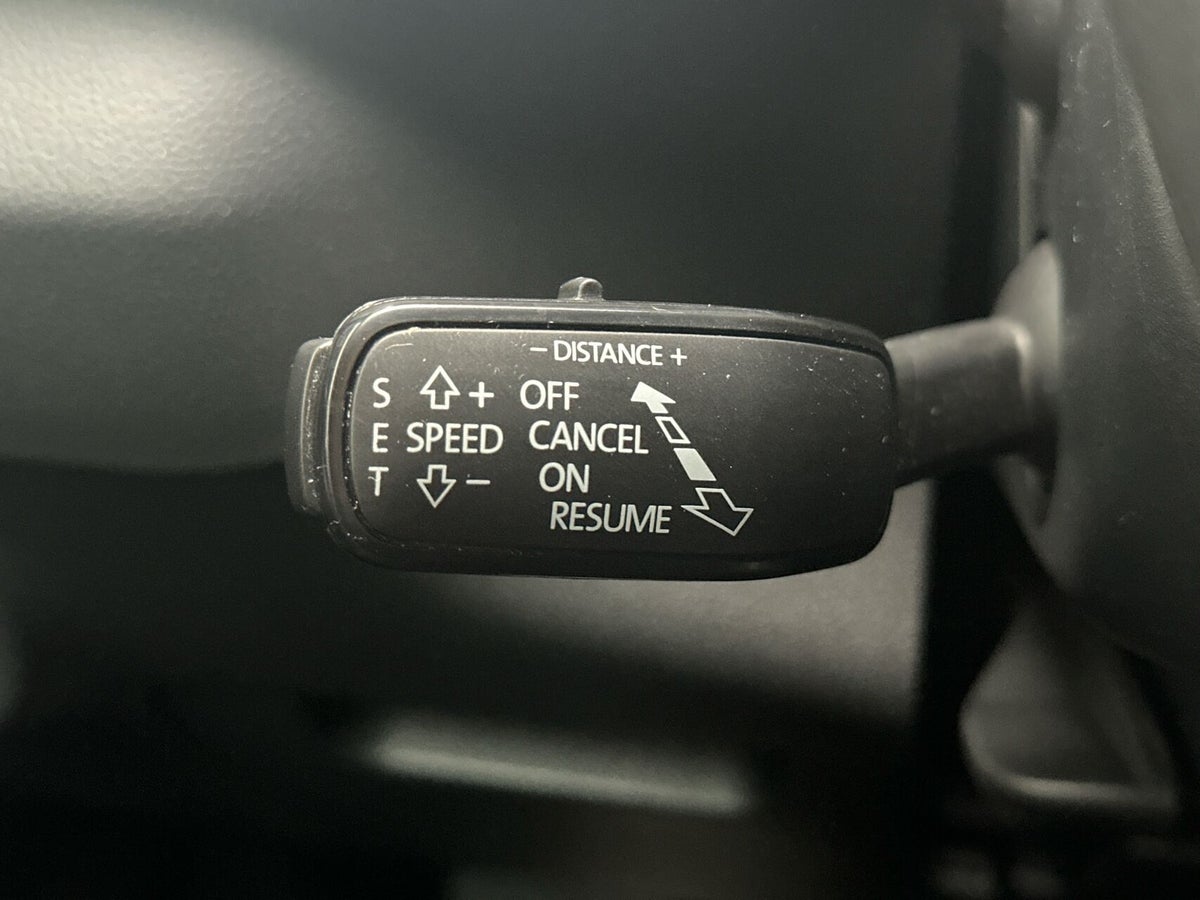 − DISTANCE +
S + OFF
E SPEED CANCEL
T − ON
RESUME